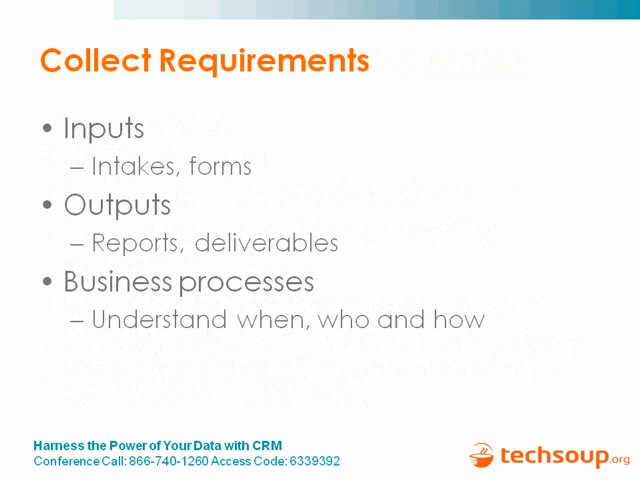 Collect Requirements
• Inputs
– Intakes, forms
• Outputs
– Reports, deliverables
• Business processes
– Understand when, who and how
Harness the Power of Your Data with CRM
Conference Call: 866-740-1260 Access Code: 6339392
techsoup.org